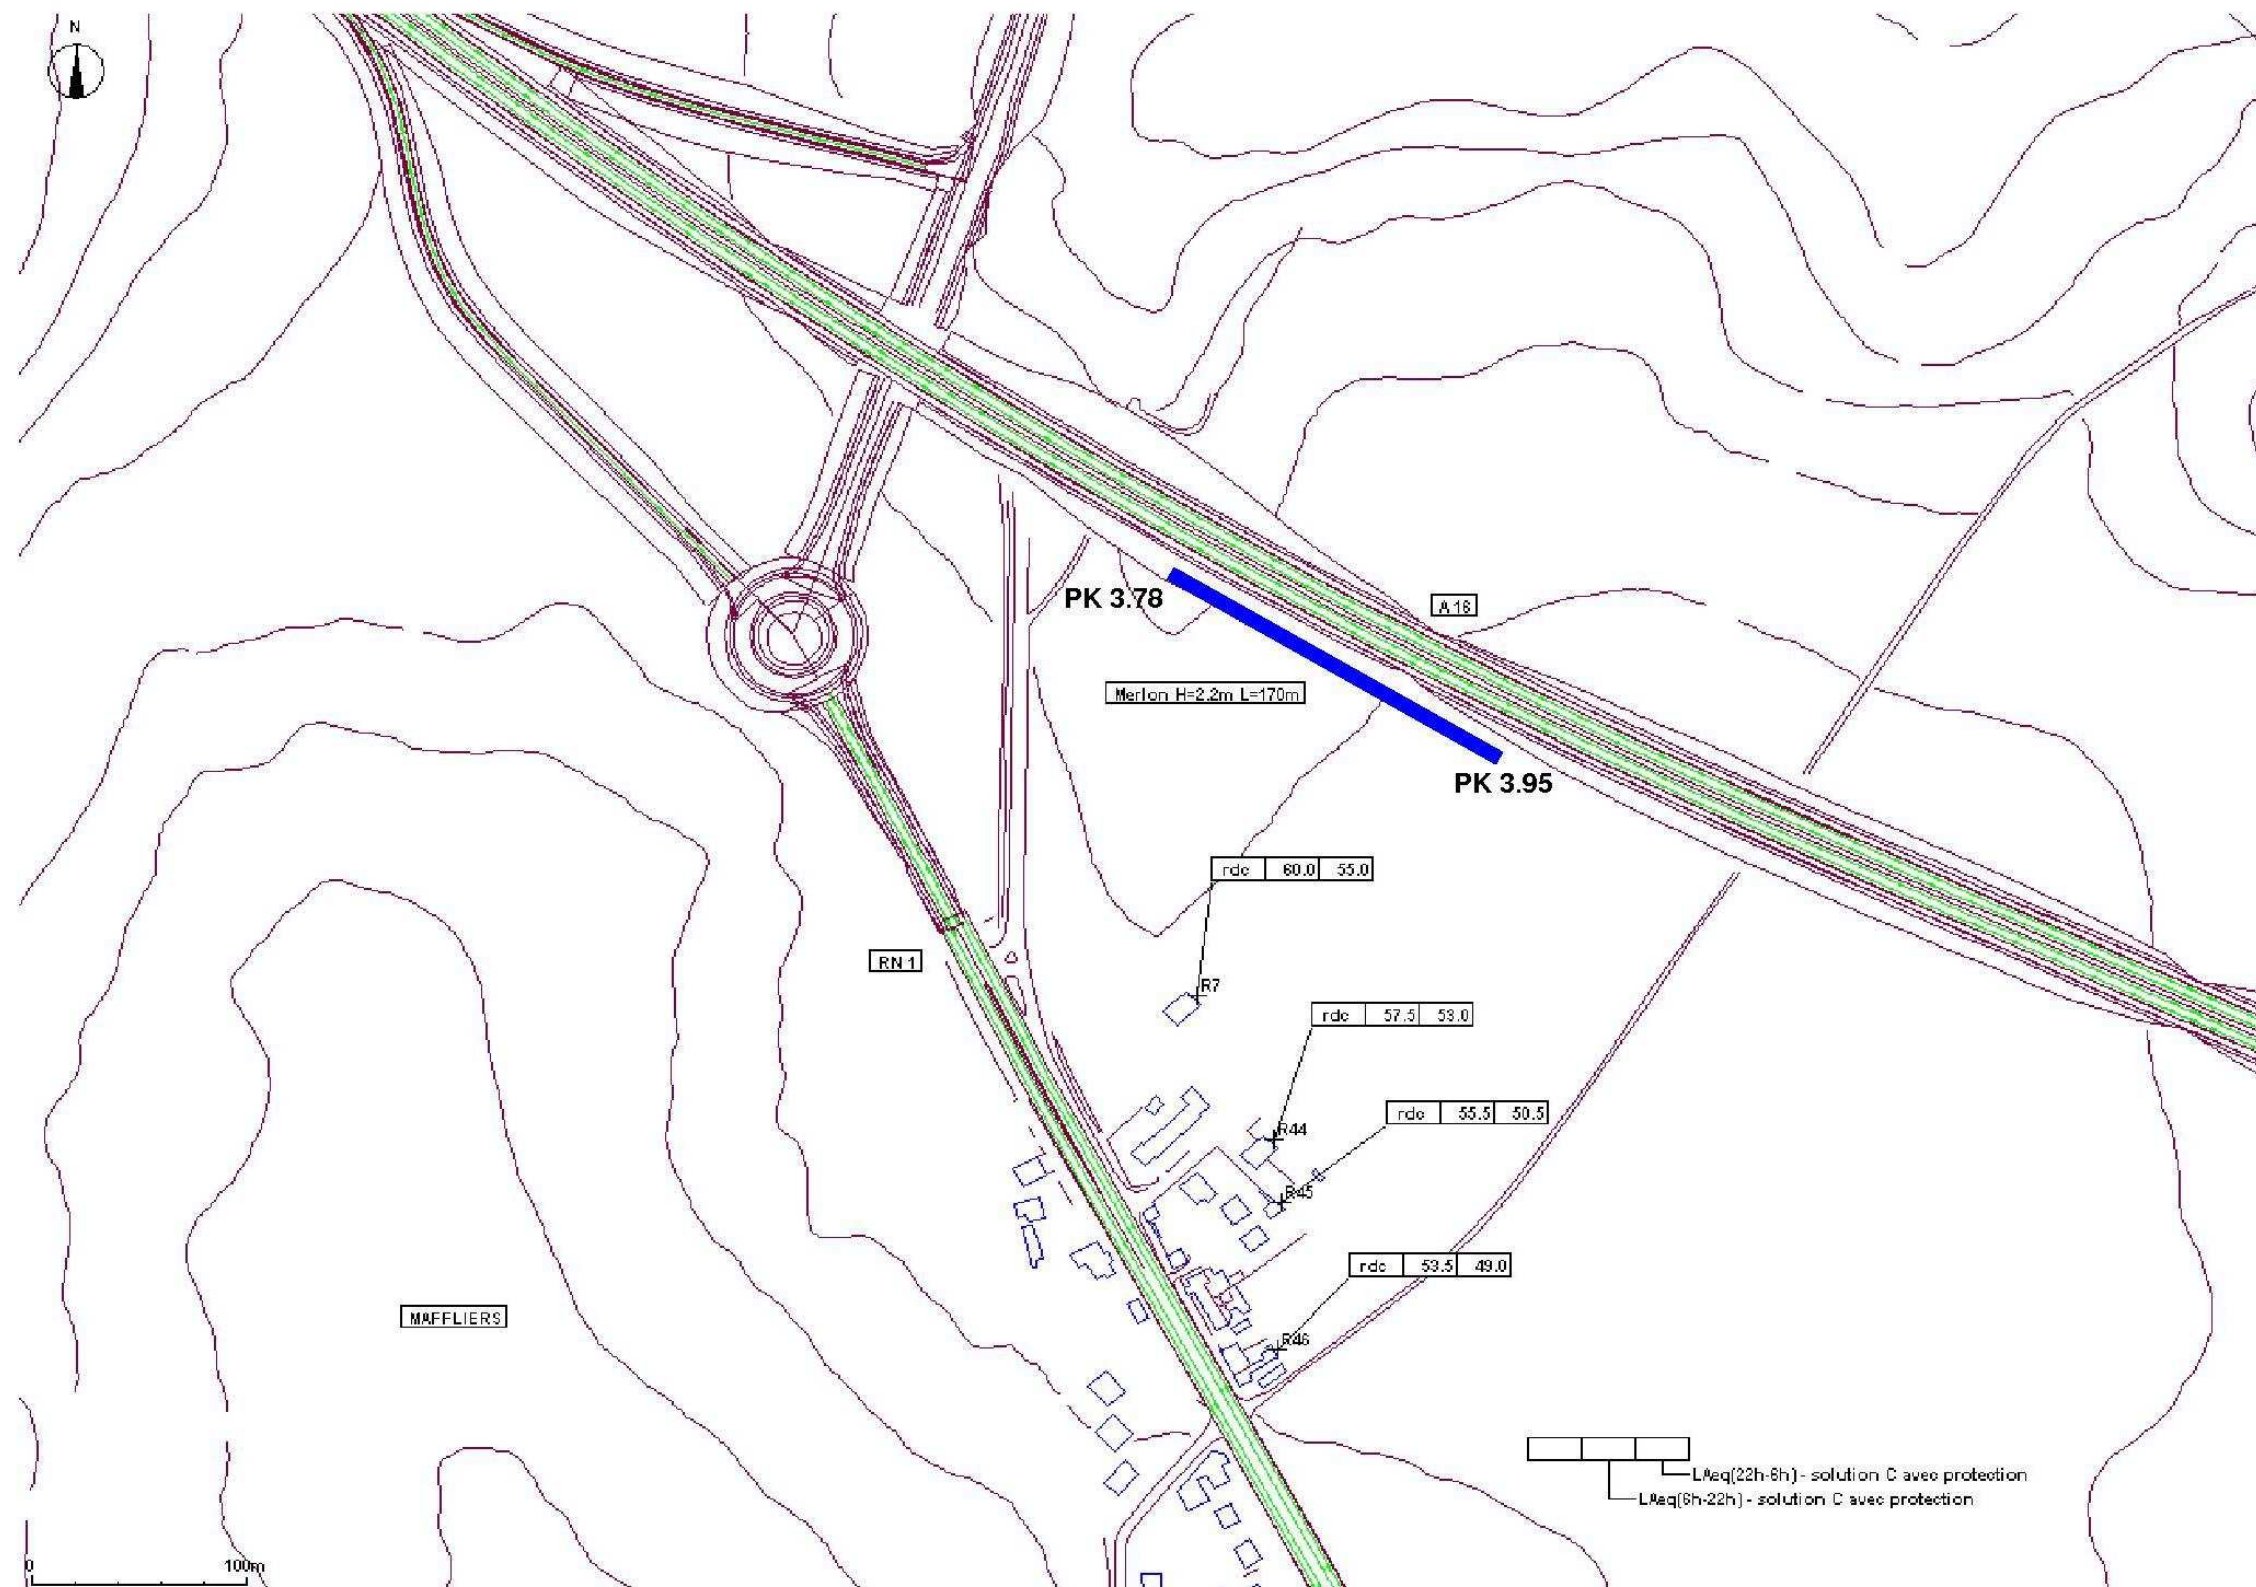 N
PK 3.78
A 16
Merlon H=2.2m L=170m
PK 3.95
rdc 60.0 55.0
RN 1
R7
rdc 57.5 53.0
R44
rdc 55.5 50.5
R45
rdc 53.5 49.0
MAFFLIERS
R46
LAeq(22h-6h) - solution C avec protection
LAeq(6h-22h) - solution C avec protection
0 100m